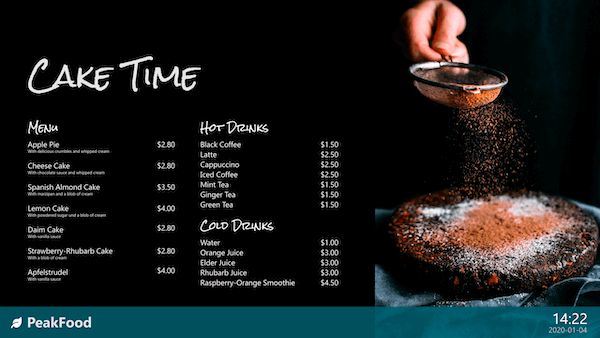 Cake Time
Menu
Apple Pie $2.80
With delicious crumbles and whipped cream
Cheese Cake $2.80
With chocolate sauce and whipped cream
Spanish Almond Cake $3.50
With marzipan and a blob of cream
Lemon Cake $4.00
With powdered sugar und a blob of cream
Daim Cake $2.80
With vanilla sauce
Strawberry-Rhubarb Cake $2.80
With a blob of cream
Apfelstrudel $4.00
With vanilla sauce
Hot Drinks
Black Coffee $1.50
Latte $2.50
Cappuccino $2.50
Iced Coffee $2.50
Mint Tea $1.50
Ginger Tea $1.50
Green Tea $1.50
Cold Drinks
Water $1.00
Orange Juice $3.00
Elder Juice $3.00
Rhubarb Juice $3.00
Raspberry-Orange Smoothie $4.50
PeakFood
14:22
2020-01-04